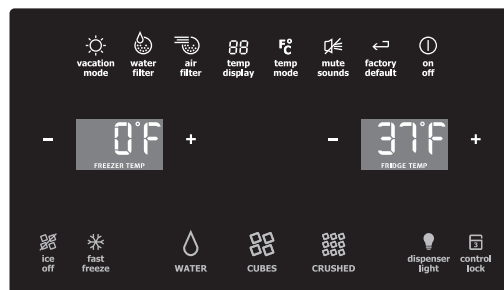 88 F°C
vacation mode water filter air filter temp display temp mode mute sounds factory default on off
- 0°F + - 37°F +
FREEZER TEMP FRIDGE TEMP
3
ice off fast freeze WATER CUBES CRUSHED dispenser light control lock